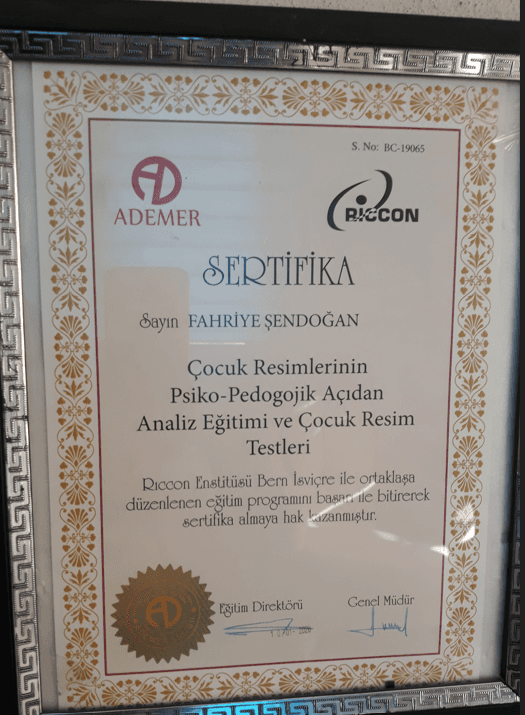 S. No: BC-19065
ADEMER
RICCON
SERTİFİKA
Sayın FAHRİYE ŞENDOĞAN
Çocuk Resimlerinin
Psiko-Pedogojik Açıdan
Analiz Eğitimi ve Çocuk Resim
Testleri
Riccon Enstitüsü Bern İsviçre ile ortaklaşa
düzenlenen eğitim programını başarı ile bitirerek
sertifika almaya hak kazanmıştır.
Eğitim Direktörü
Genel Müdür